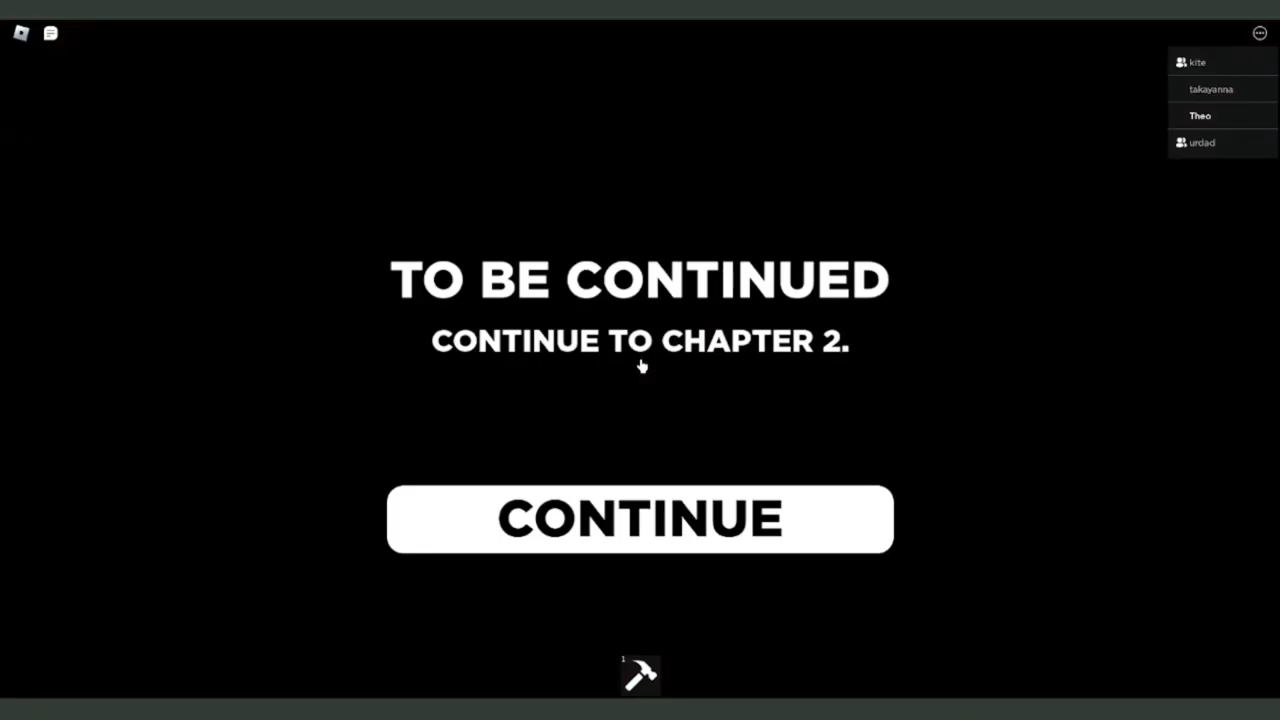 kite
takayanna
Theo
urdad
TO BE CONTINUED
CONTINUE TO CHAPTER 2.
CONTINUE
1